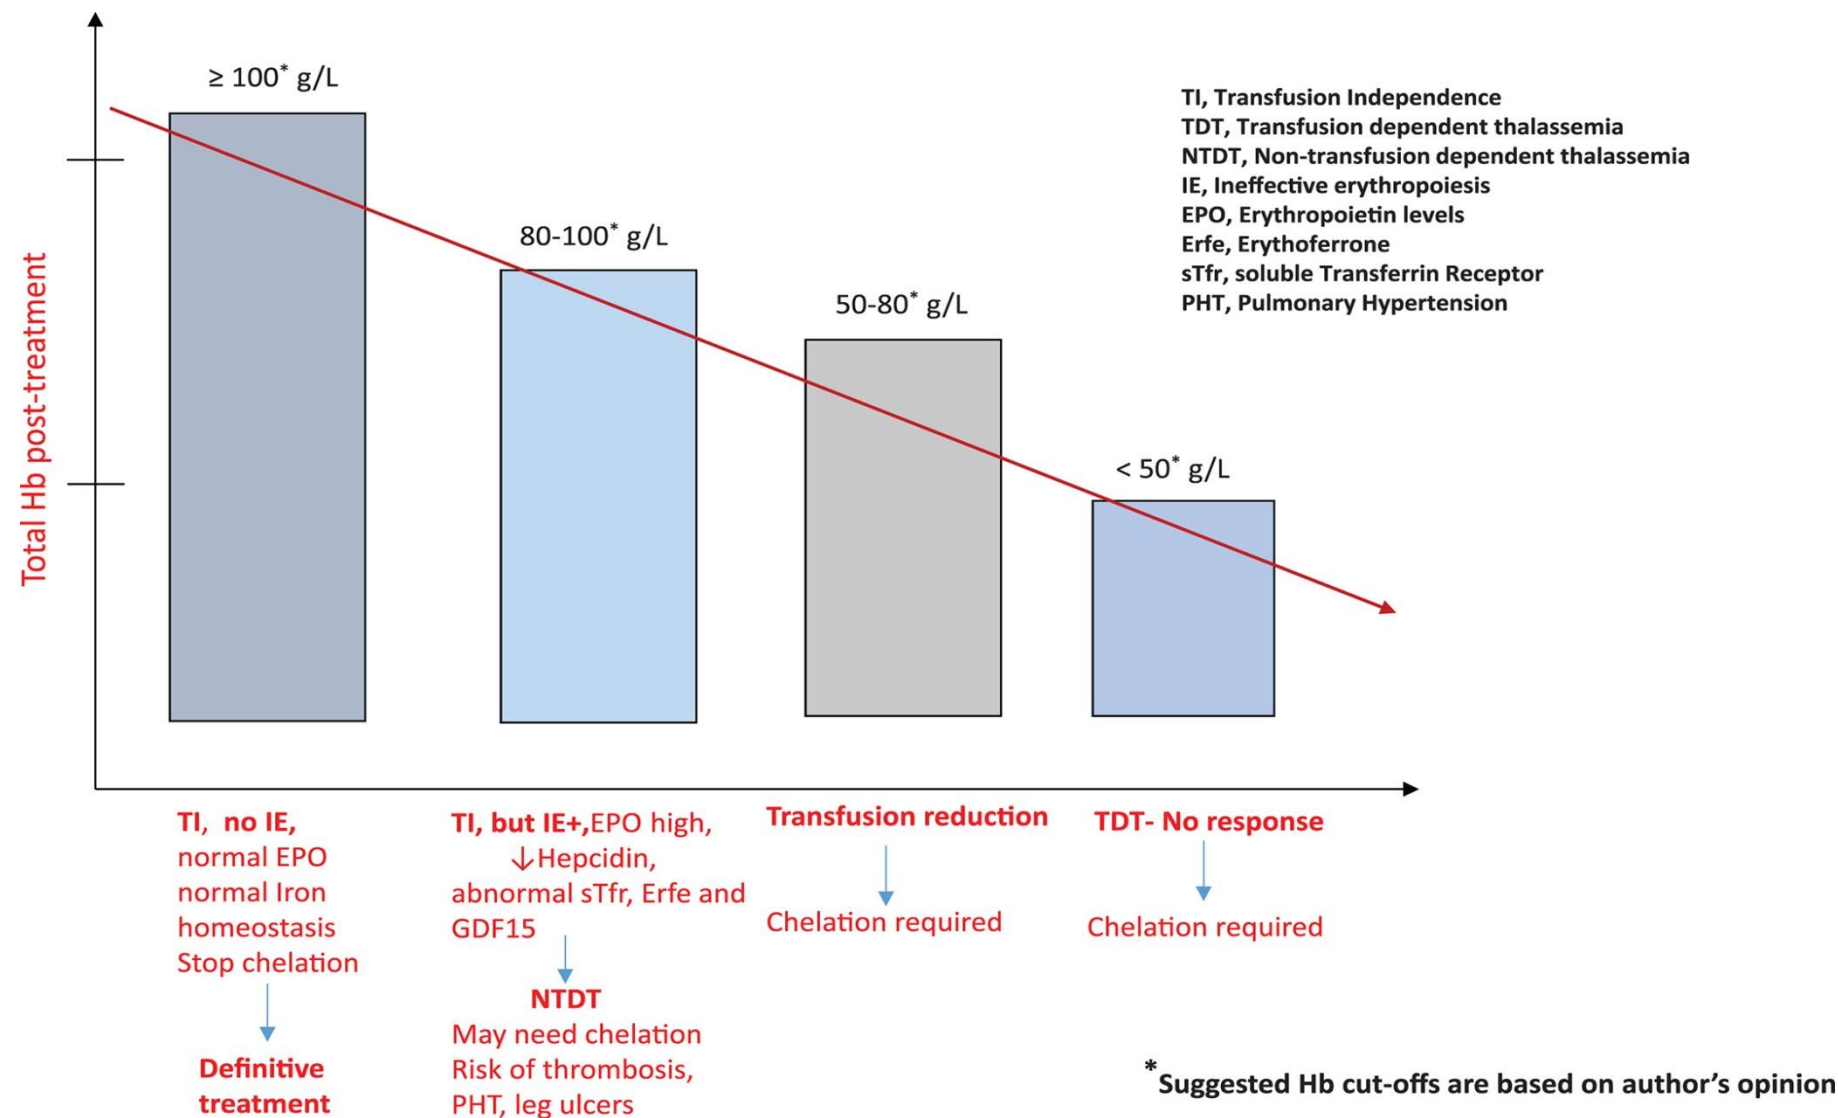 ≥ 100* g/L
80-100* g/L
50-80* g/L
< 50* g/L
Total Hb post-treatment
TI, Transfusion Independence
TDT, Transfusion dependent thalassemia
NTDT, Non-transfusion dependent thalassemia
IE, Ineffective erythropoiesis
EPO, Erythropoietin levels
Erfe, Erythoferrone
sTfr, soluble Transferrin Receptor
PHT, Pulmonary Hypertension
TI, no IE,
normal EPO
normal Iron
homeostasis
Stop chelation
Definitive
treatment
TI, but IE+,EPO high,
↓Hepcidin,
abnormal sTfr, Erfe and
GDF15
NTDT
May need chelation
Risk of thrombosis,
PHT, leg ulcers
Transfusion reduction
Chelation required
TDT- No response
Chelation required
*Suggested Hb cut-offs are based on author's opinion